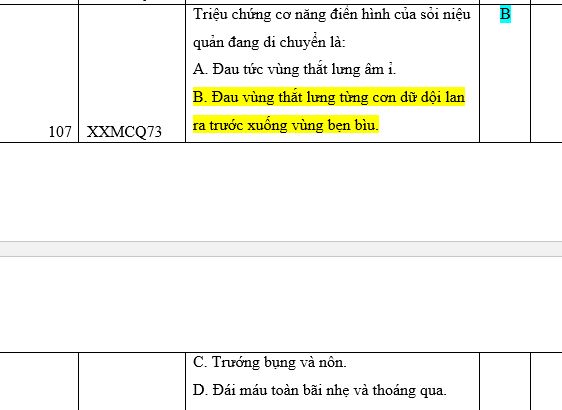 Triệu chứng cơ năng điển hình của sỏi niệu B
quản đang di chuyển là:
A. Đau tức vùng thắt lưng âm ỉ.
B. Đau vùng thắt lưng từng cơn dữ dội lan
107 XXMCQ73 ra trước xuống vùng bẹn bìu.
C. Trướng bụng và nôn.
D. Đái máu toàn bãi nhẹ và thoáng qua.